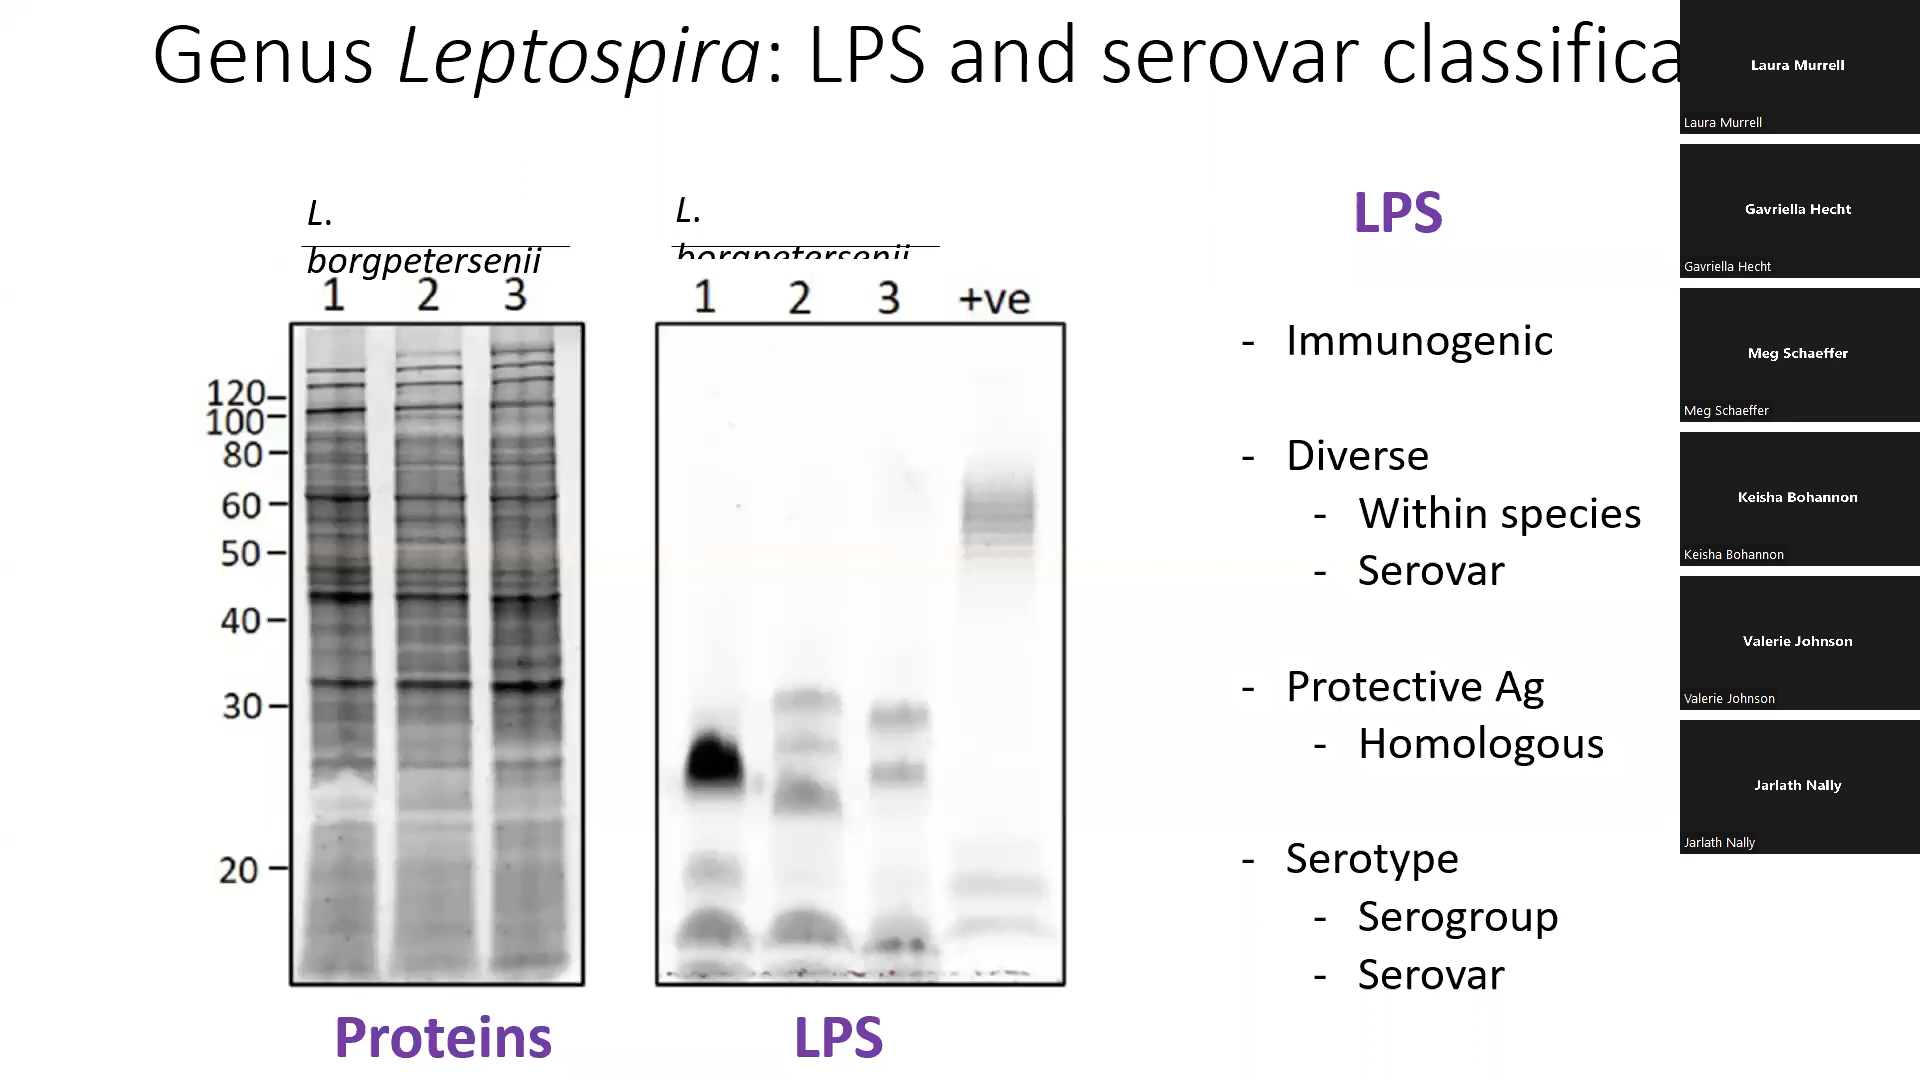 Genus Leptospira: LPS and serovar classifica
L.
borgpetersenii
1 2 3
120
100
80
60
50
40
30
20
Proteins
L.
borgpetersenii
1 2 3 +ve
LPS
LPS
- Immunogenic
- Diverse
- Within species
- Serovar
- Protective Ag
- Homologous
- Serotype
- Serogroup
- Serovar
Laura Murrell
Laura Murrell
Gavriella Hecht
Gavriella Hecht
Meg Schaeffer
Meg Schaeffer
Keisha Bohannon
Keisha Bohannon
Valerie Johnson
Valerie Johnson
Jarlath Nally
Jarlath Nally